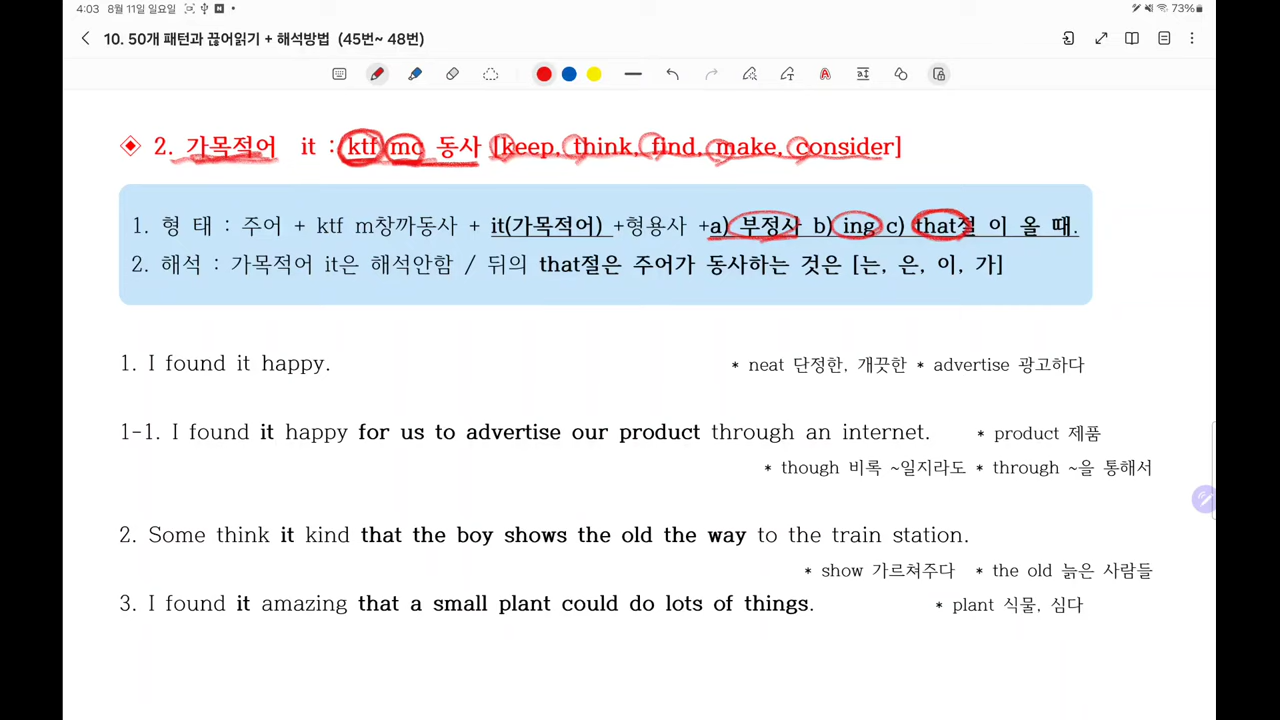 4:03 8월 11일 일요일 73%
10. 50개 패턴과 끊어읽기 + 해석방법 (45번~ 48번)
◈ 2. 가목적어 it : ktf mc 동사 [keep, think, find, make, consider]
1. 형 태 : 주어 + ktf m창까동사 + it(가목적어) +형용사 +a) 부정사 b) ing c) that절 이 올 때.
2. 해석 : 가목적어 it은 해석안함 / 뒤의 that절은 주어가 동사하는 것은 [는, 은, 이, 가]
1. I found it happy. * neat 단정한, 개끗한 * advertise 광고하다
1-1. I found it happy for us to advertise our product through an internet. * product 제품
* though 비록 ~일지라도 * through ~을 통해서
2. Some think it kind that the boy shows the old the way to the train station.
* show 가르쳐주다 * the old 늙은 사람들
3. I found it amazing that a small plant could do lots of things. * plant 식물, 심다